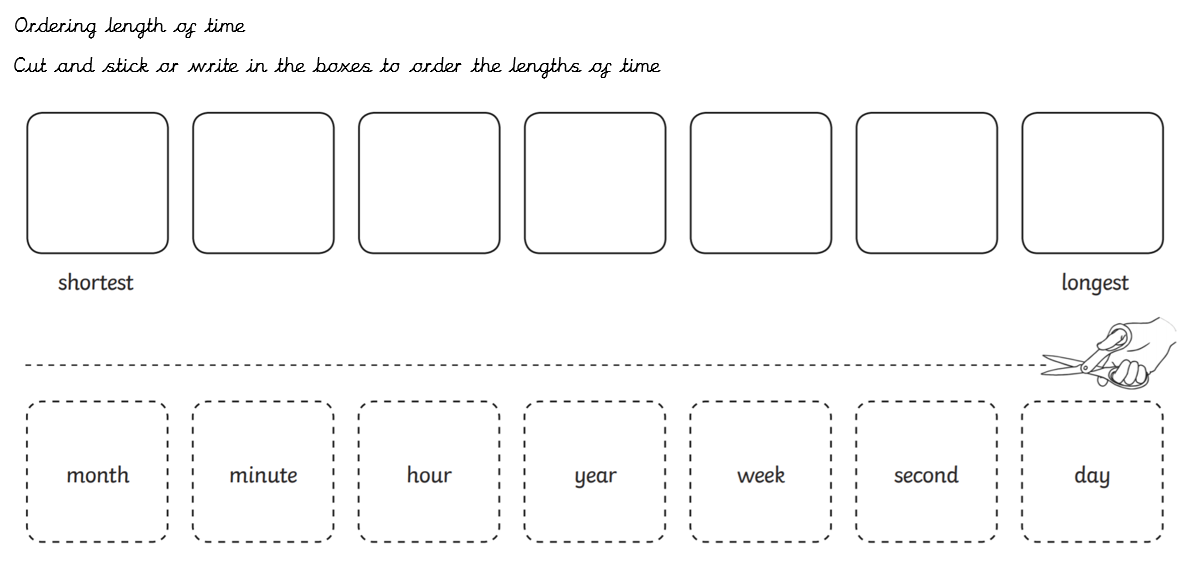 Ordering length of time
Cut and stick or write in the boxes to order the lengths of time
shortest longest
month minute hour year week second day